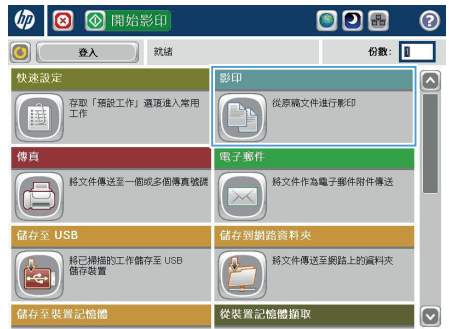 hp
開始影印
?
登入
就緒
份數: 1
快速設定
存取「預設工作」選項進入常用
工作
影印
從原稿文件進行影印
傳真
將文件傳送至一個或多個傳真號碼
電子郵件
將文件作為電子郵件附件傳送
儲存至 USB
將已掃描的工作儲存至 USB
儲存裝置
儲存到網路資料夾
將文件傳送至網路上的資料夾
儲存至裝置記憶體
從裝置記憶體擷取